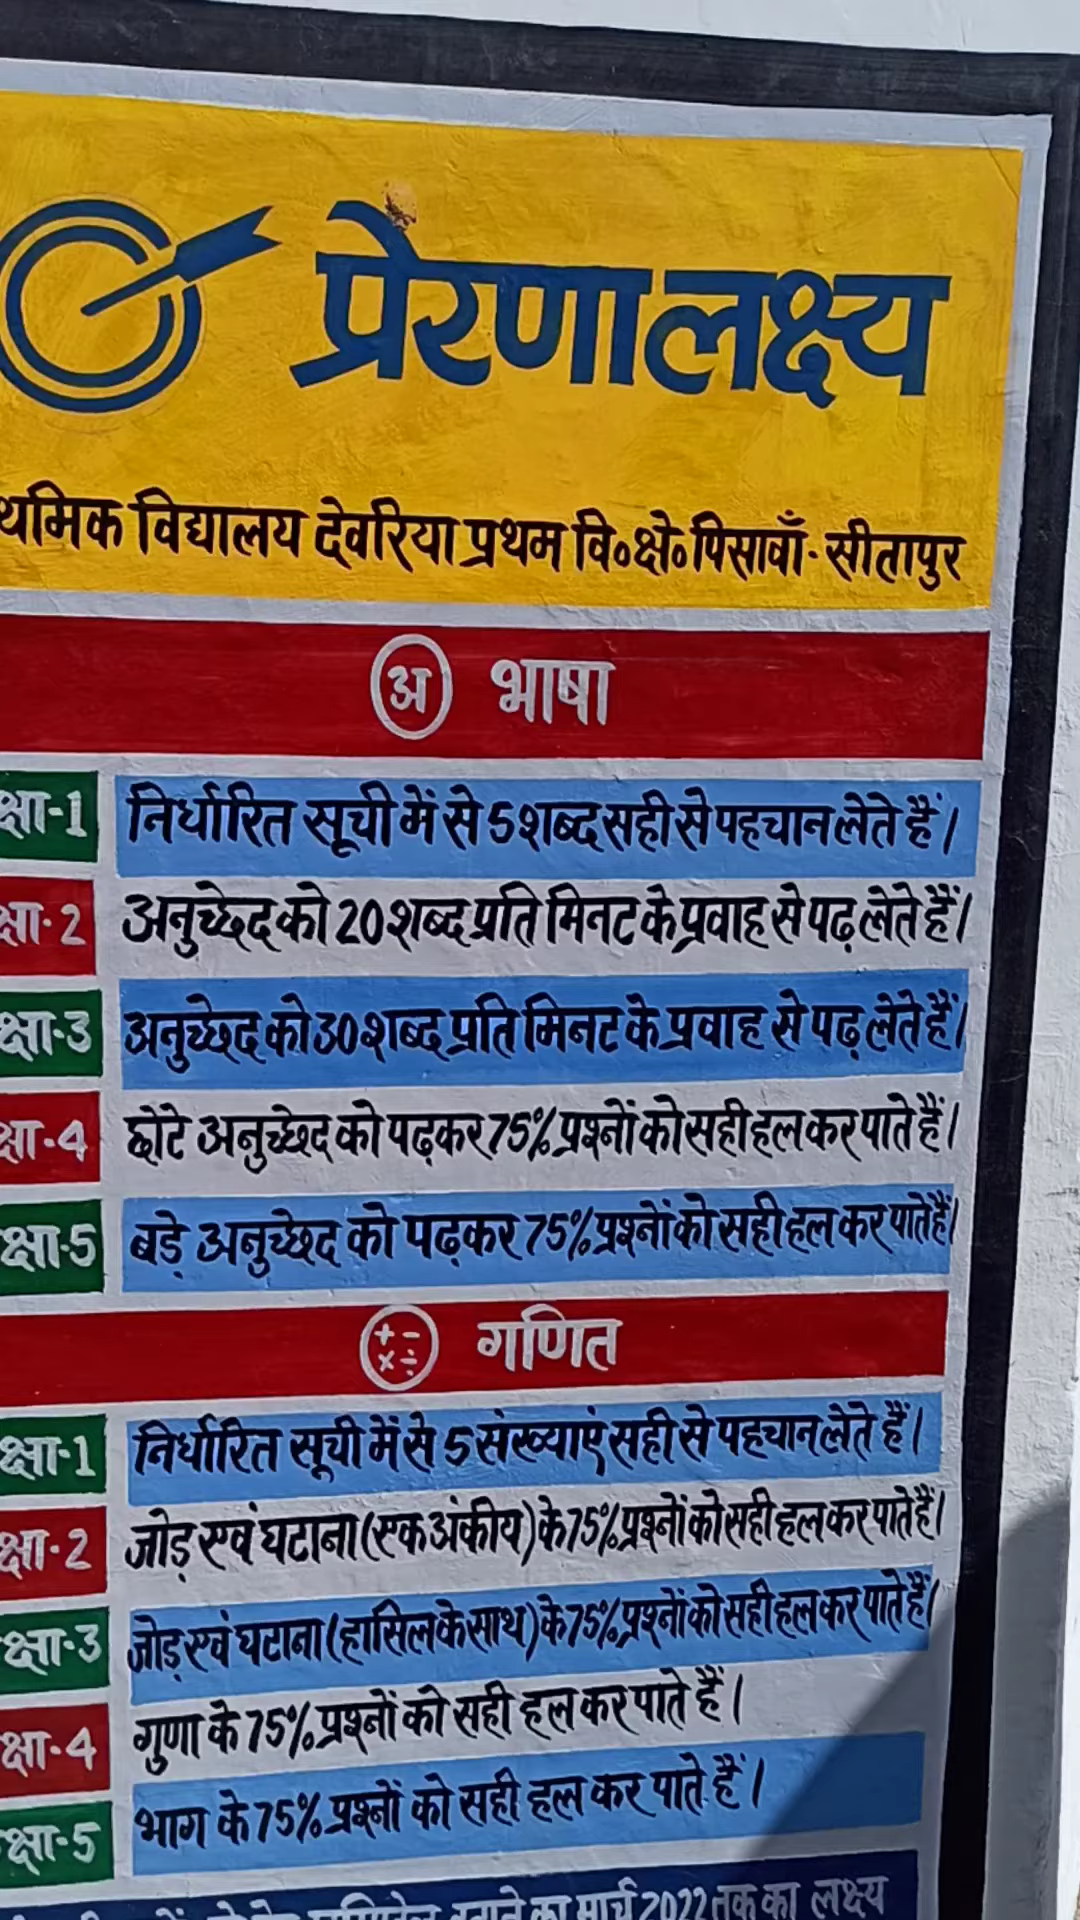 प्रेरणा लक्ष्य
थमिक विद्यालय देवरिया प्रथम वि०क्षे० पिसावाँ - सीतापुर
अ भाषा
क्षा-1 निर्धारित सूची में से 5 शब्द सही से पहचान लेते हैं।
क्षा-2 अनुच्छेद को 20 शब्द प्रति मिनट के प्रवाह से पढ़ लेते हैं।
क्षा-3 अनुच्छेद को 30 शब्द प्रति मिनट के प्रवाह से पढ़ लेते हैं।
क्षा-4 छोटे अनुच्छेद को पढ़कर 75% प्रश्नों को सही हल कर पाते हैं।
क्षा-5 बड़े अनुच्छेद को पढ़कर 75% प्रश्नों को सही हल कर पाते हैं।
+ - × ÷ गणित
क्षा-1 निर्धारित सूची में से 5 संख्याएं सही से पहचान लेते हैं।
क्षा-2 जोड़ एवं घटाना (एक अंकीय) के 75% प्रश्नों को सही हल कर पाते हैं।
क्षा-3 जोड़ एवं घटाना (हासिल के साथ) के 75% प्रश्नों को सही हल कर पाते हैं।
क्षा-4 गुणा के 75% प्रश्नों को सही हल कर पाते हैं।
क्षा-5 भाग के 75% प्रश्नों को सही हल कर पाते हैं।
का मार्च 2022 तक का लक्ष्य